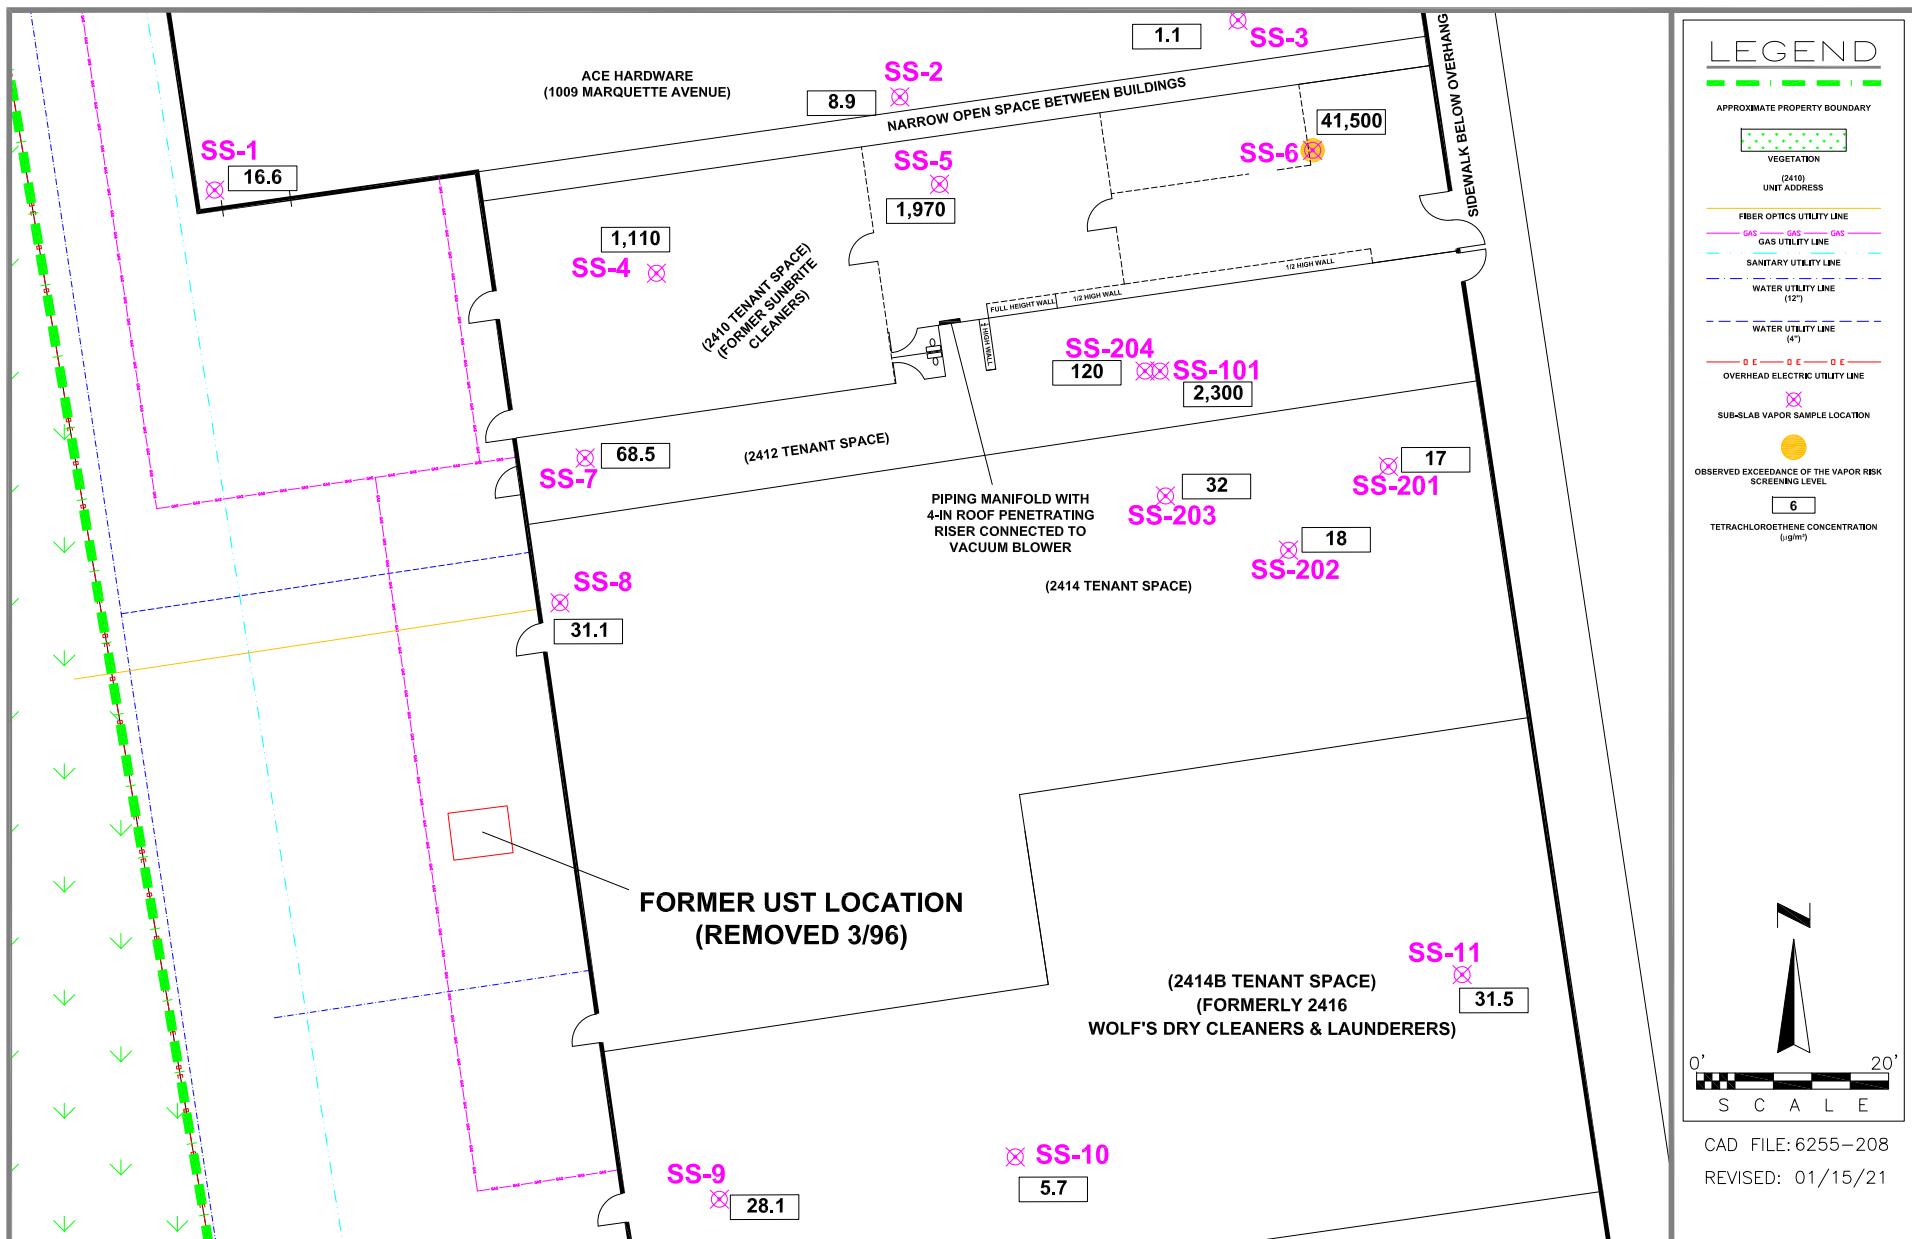 1.1
SS-3
ACE HARDWARE
(1009 MARQUETTE AVENUE)
SS-2
8.9
NARROW OPEN SPACE BETWEEN BUILDINGS
SIDEWALK BELOW OVERHANG
SS-1
16.6
SS-5
1,970
41,500
SS-6
1,110
SS-4
(2410 TENANT SPACE)
(FORMER SUNBRITE
CLEANERS)
1/2 HIGH WALL
FULL HEIGHT WALL
1/2 HIGH WALL
SS-204
120
SS-101
2,300
(2412 TENANT SPACE)
68.5
SS-7
17
SS-201
32
SS-203
PIPING MANIFOLD WITH
4-IN ROOF PENETRATING
RISER CONNECTED TO
VACUUM BLOWER
18
SS-202
(2414 TENANT SPACE)
SS-8
31.1
FORMER UST LOCATION
(REMOVED 3/96)
SS-11
31.5
(2414B TENANT SPACE)
(FORMERLY 2416
WOLF'S DRY CLEANERS & LAUNDERERS)
SS-10
5.7
SS-9
28.1
LEGEND
APPROXIMATE PROPERTY BOUNDARY
VEGETATION
(2410)
UNIT ADDRESS
FIBER OPTICS UTILITY LINE
GAS GAS GAS
GAS UTILITY LINE
SANITARY UTILITY LINE
WATER UTILITY LINE
(12")
WATER UTILITY LINE
(4")
O E O E O E
OVERHEAD ELECTRIC UTILITY LINE
SUB-SLAB VAPOR SAMPLE LOCATION
OBSERVED EXCEEDANCE OF THE VAPOR RISK
SCREENING LEVEL
6
TETRACHLOROETHENE CONCENTRATION
(µg/m³)
N
0' 20'
S C A L E
CAD FILE: 6255-208
REVISED: 01/15/21